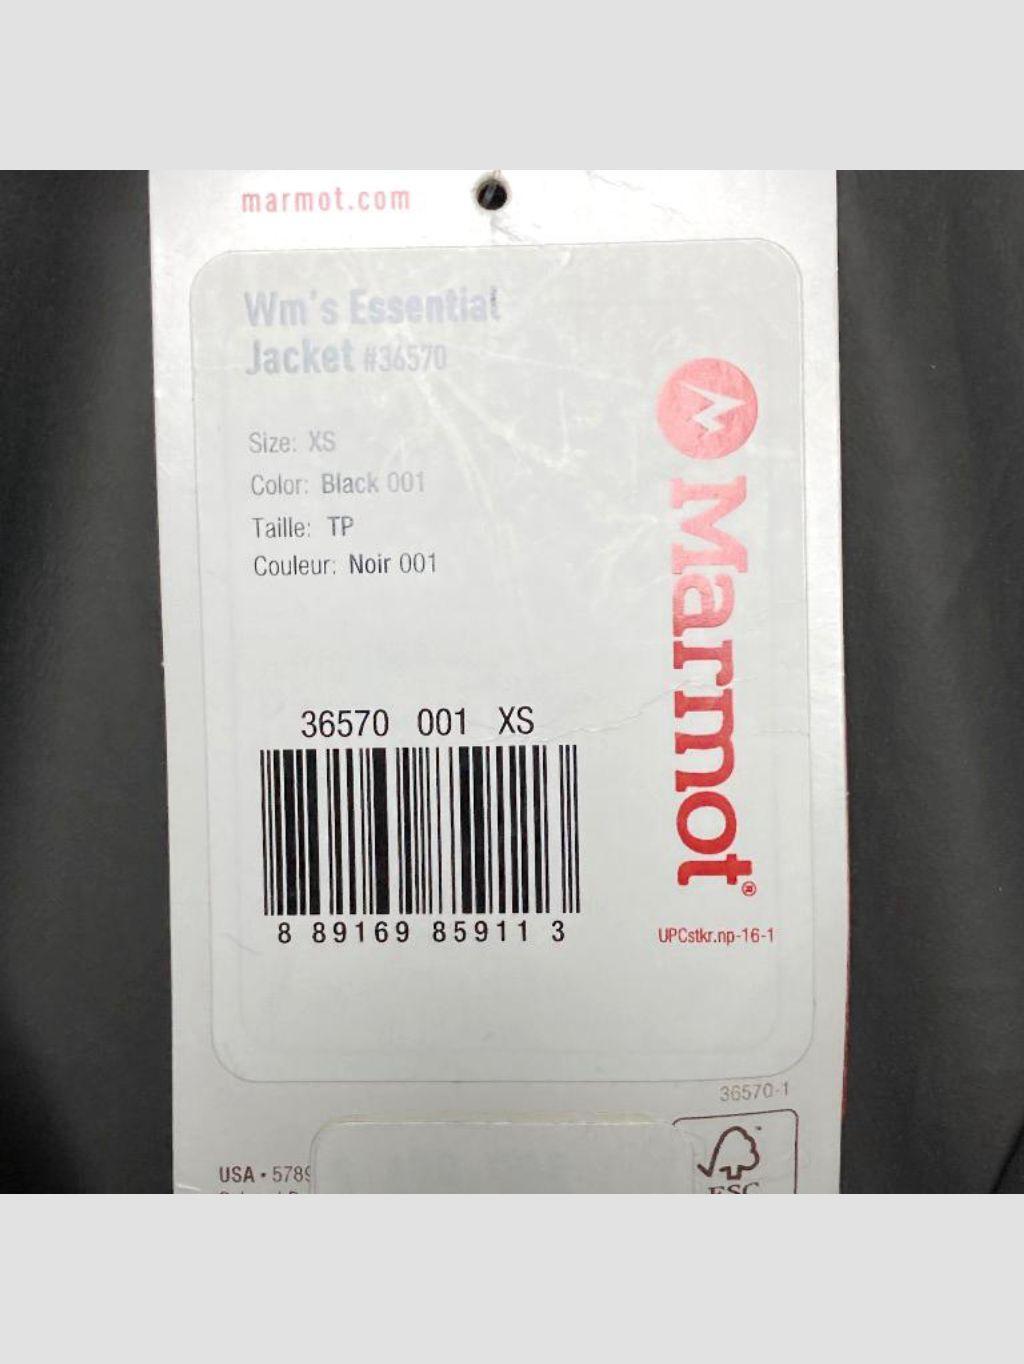 marmot.com
Wm's Essential
Jacket #36570
Size: XS
Color: Black 001
Taille: TP
Couleur: Noir 001
36570 001 XS
8 89169 85911 3
Marmot®
UPCstkr.np-16-1
36570-1
USA • 5789
FSC